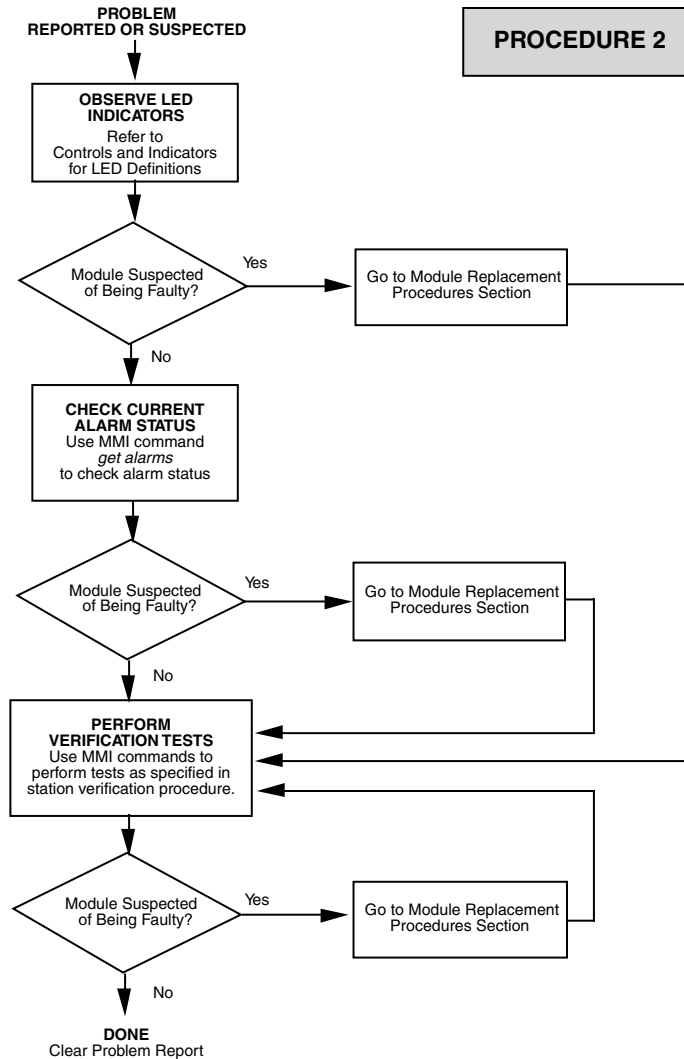 PROBLEM
REPORTED OR SUSPECTED
PROCEDURE 2
OBSERVE LED
INDICATORS
Refer to
Controls and Indicators
for LED Definitions
Module Suspected
of Being Faulty?
Yes
Go to Module Replacement
Procedures Section
No
CHECK CURRENT
ALARM STATUS
Use MMI command
get alarms
to check alarm status
Module Suspected
of Being Faulty?
Yes
Go to Module Replacement
Procedures Section
No
PERFORM
VERIFICATION TESTS
Use MMI commands to
perform tests as specified in
station verification procedure.
Module Suspected
of Being Faulty?
Yes
Go to Module Replacement
Procedures Section
No
DONE
Clear Problem Report